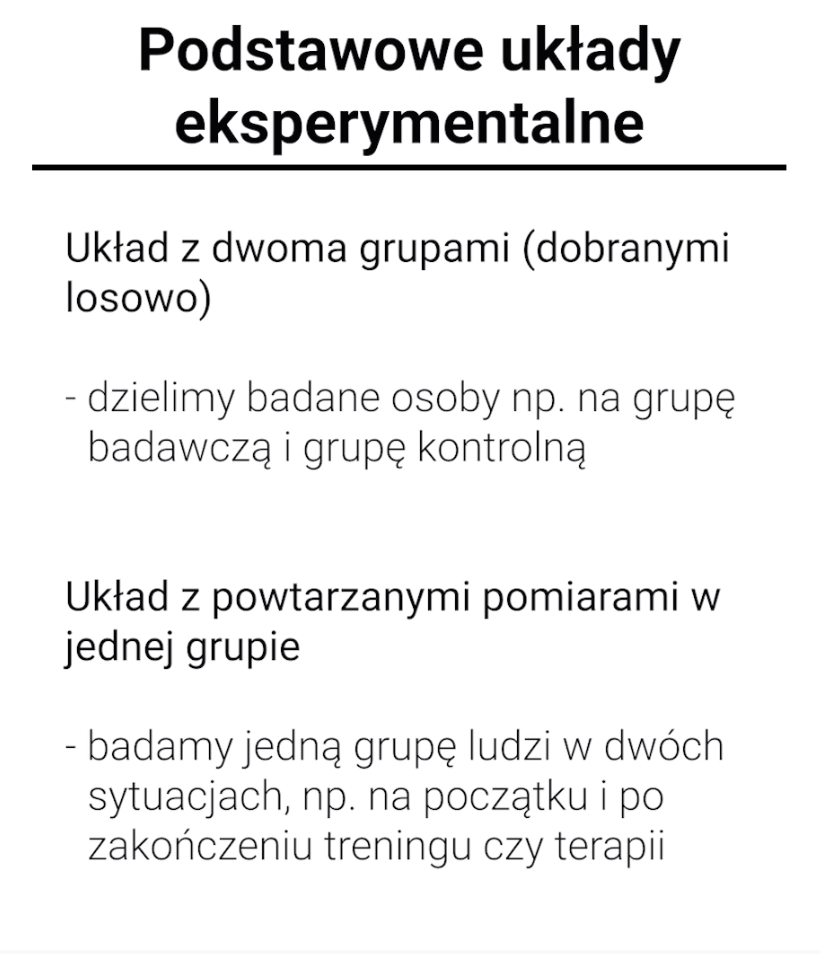 Podstawowe układy
eksperymentalne
Układ z dwoma grupami (dobranymi
losowo)
- dzielimy badane osoby np. na grupę
badawczą i grupę kontrolną
Układ z powtarzanymi pomiarami w
jednej grupie
- badamy jedną grupę ludzi w dwóch
sytuacjach, np. na początku i po
zakończeniu treningu czy terapii